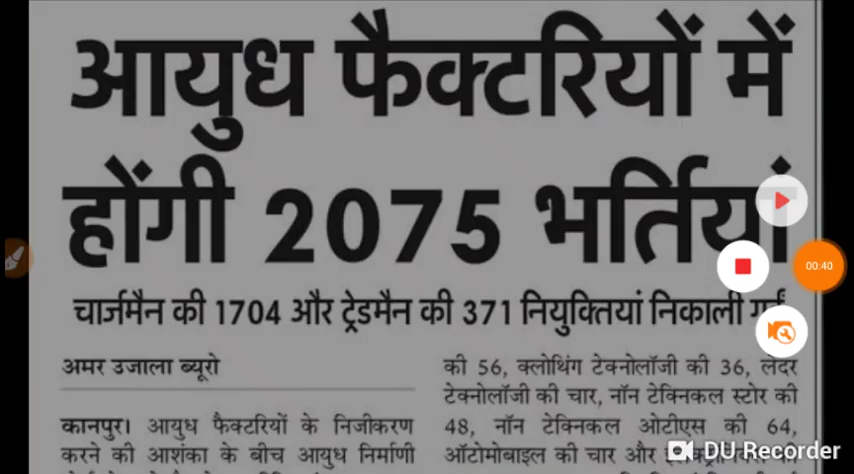 आयुध फैक्टरियों में
होंगी 2075 भर्तियां
चार्जमैन की 1704 और ट्रेडमैन की 371 नियुक्तियां निकाली गईं
अमर उजाला ब्यूरो
कानपुर। आयुध फैक्टरियों के निजीकरण
करने की आशंका के बीच आयुध निर्माणी
की 56, क्लोथिंग टेक्नोलॉजी की 36, लेदर
टेक्नोलॉजी की चार, नॉन टेक्निकल स्टोर की
48, नॉन टेक्निकल ओटीएस की 64,
ऑटोमोबाइल की चार और
00:40
DU Recorder